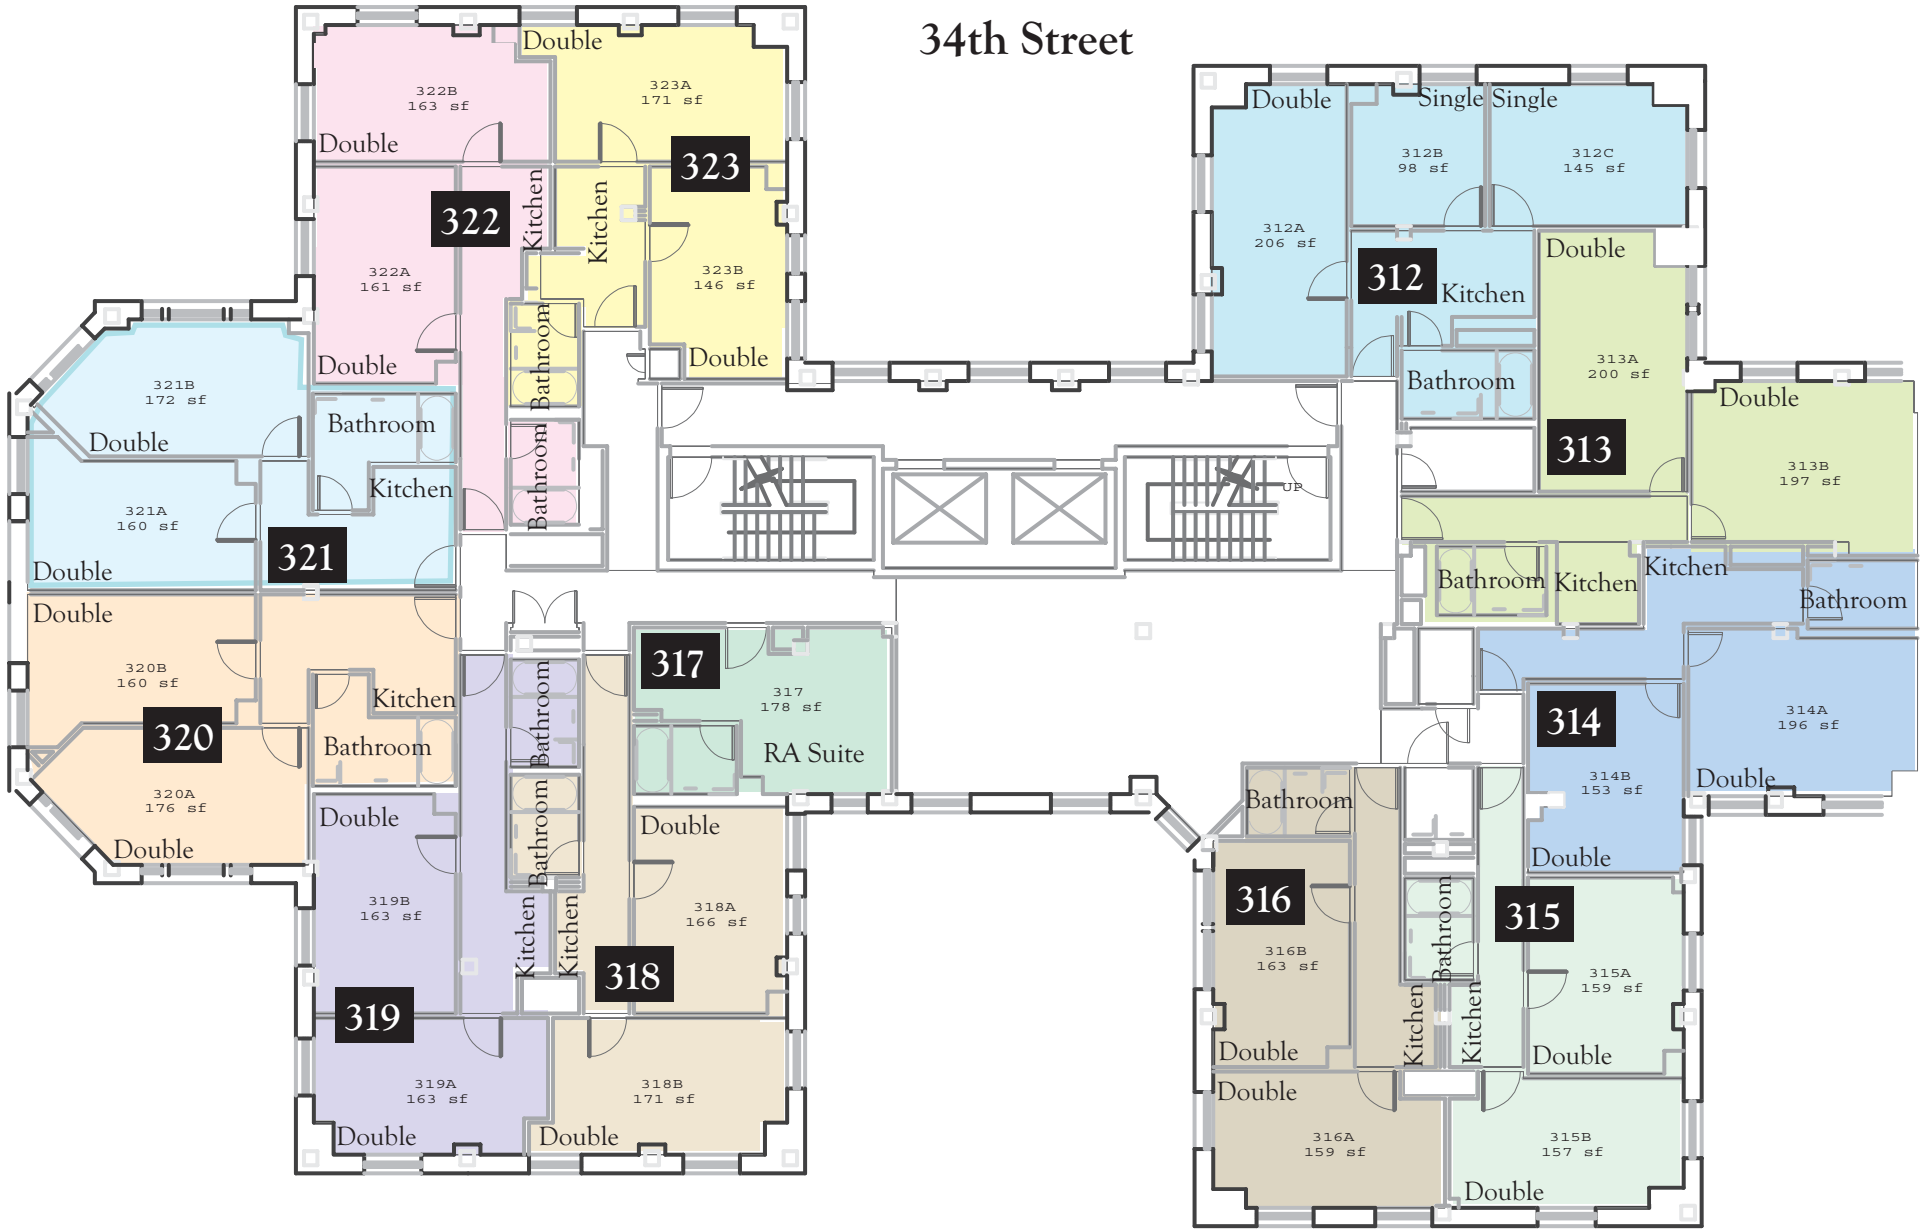 34th Street
Double
322B
163 sf
Double
323A
171 sf
323
322
Kitchen
Kitchen
322A
161 sf
Double
323B
146 sf
Double
Bathroom
Bathroom
321B
172 sf
Double
Bathroom
Kitchen
321A
160 sf
Double
321
Double
320B
160 sf
Kitchen
320
Bathroom
320A
176 sf
Double
Double
319B
163 sf
319
319A
163 sf
Double
Bathroom
Bathroom
Kitchen
Kitchen
317
317
178 sf
RA Suite
Double
318A
166 sf
318
318B
171 sf
Double
UP
Double
312A
206 sf
Single
312B
98 sf
Single
312C
145 sf
312
Kitchen
Bathroom
Double
313A
200 sf
313
Double
313B
197 sf
Bathroom
Kitchen
Kitchen
Bathroom
314
314A
196 sf
Double
314B
153 sf
Double
Bathroom
316
316B
163 sf
Double
Kitchen
Double
316A
159 sf
Bathroom
Kitchen
315
315A
159 sf
Double
315B
157 sf
Double